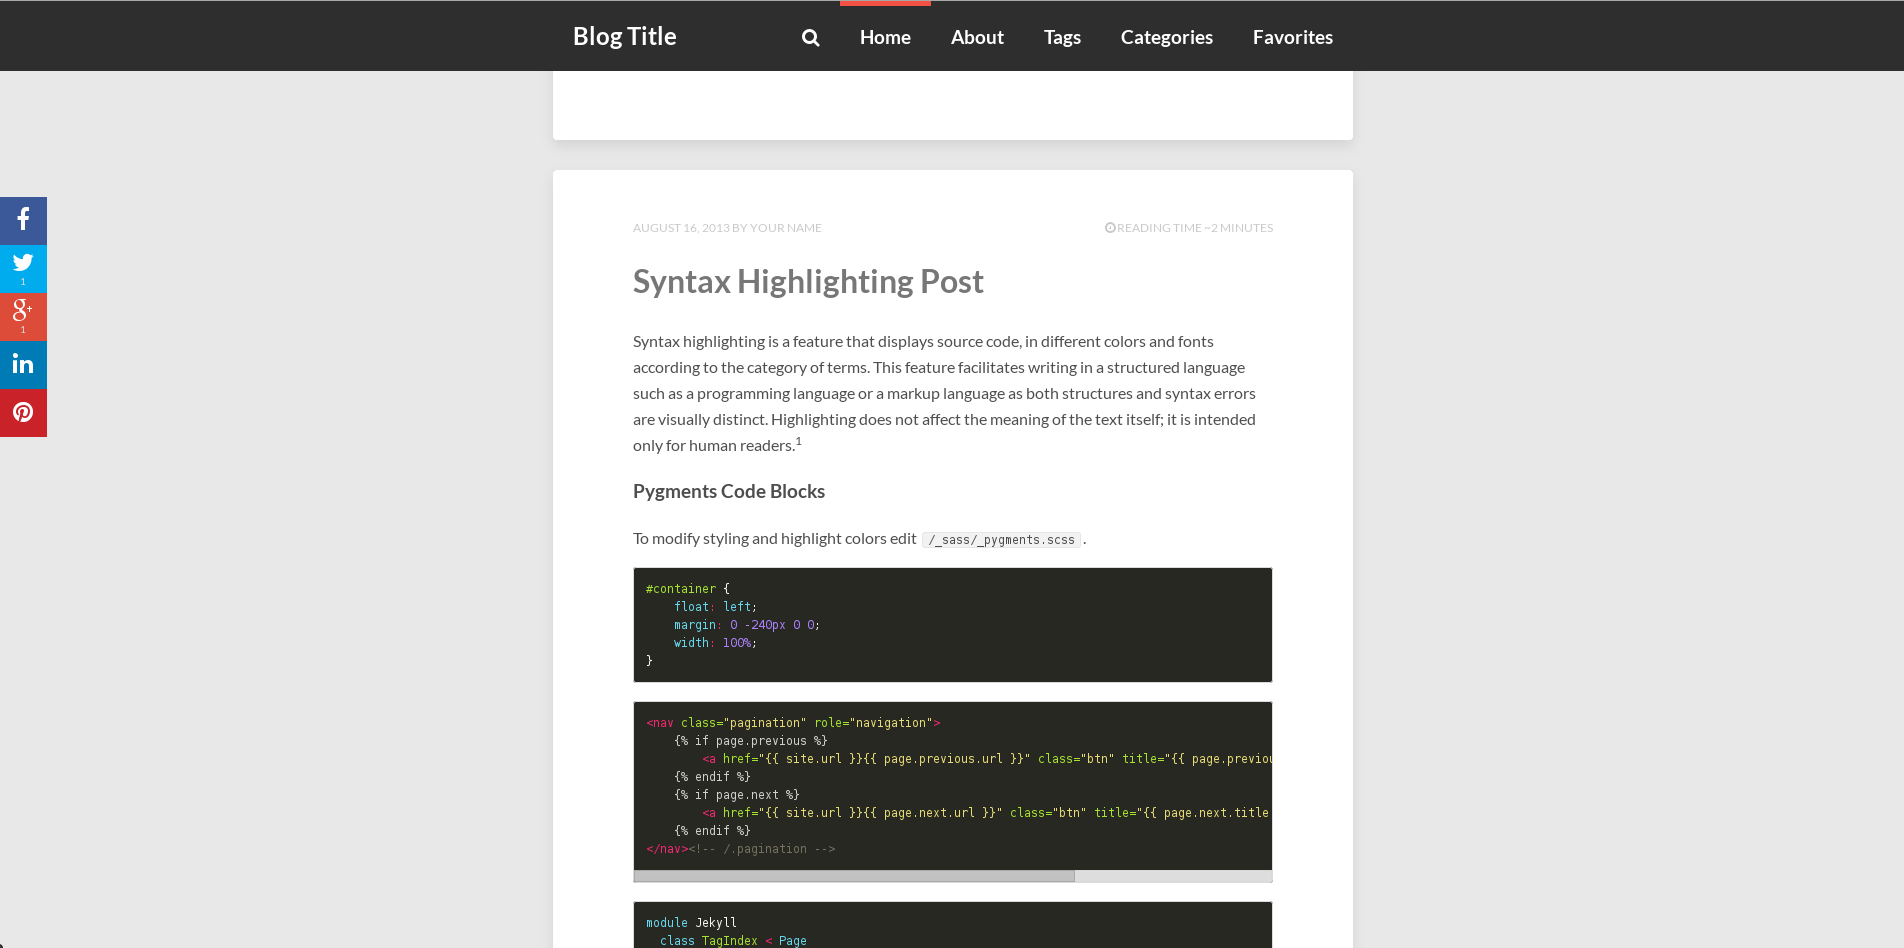 Blog Title
Home
About
Tags
Categories
Favorites
1
g+
1
in
AUGUST 16, 2013 BY YOUR NAME
READING TIME ~2 MINUTES
Syntax Highlighting Post
Syntax highlighting is a feature that displays source code, in different colors and fonts
according to the category of terms. This feature facilitates writing in a structured language
such as a programming language or a markup language as both structures and syntax errors
are visually distinct. Highlighting does not affect the meaning of the text itself; it is intended
only for human readers.1
Pygments Code Blocks
To modify styling and highlight colors edit /_sass/_pygments.scss.
#container {
    float: left;
    margin: 0 -240px 0 0;
    width: 100%;
}
<nav class="pagination" role="navigation">
    {% if page.previous %}
        <a href="{{ site.url }}{{ page.previous.url }}" class="btn" title="{{ page.previou
    {% endif %}
    {% if page.next %}
        <a href="{{ site.url }}{{ page.next.url }}" class="btn" title="{{ page.next.title
    {% endif %}
</nav><!-- /.pagination -->
module Jekyll
  class TagIndex < Page